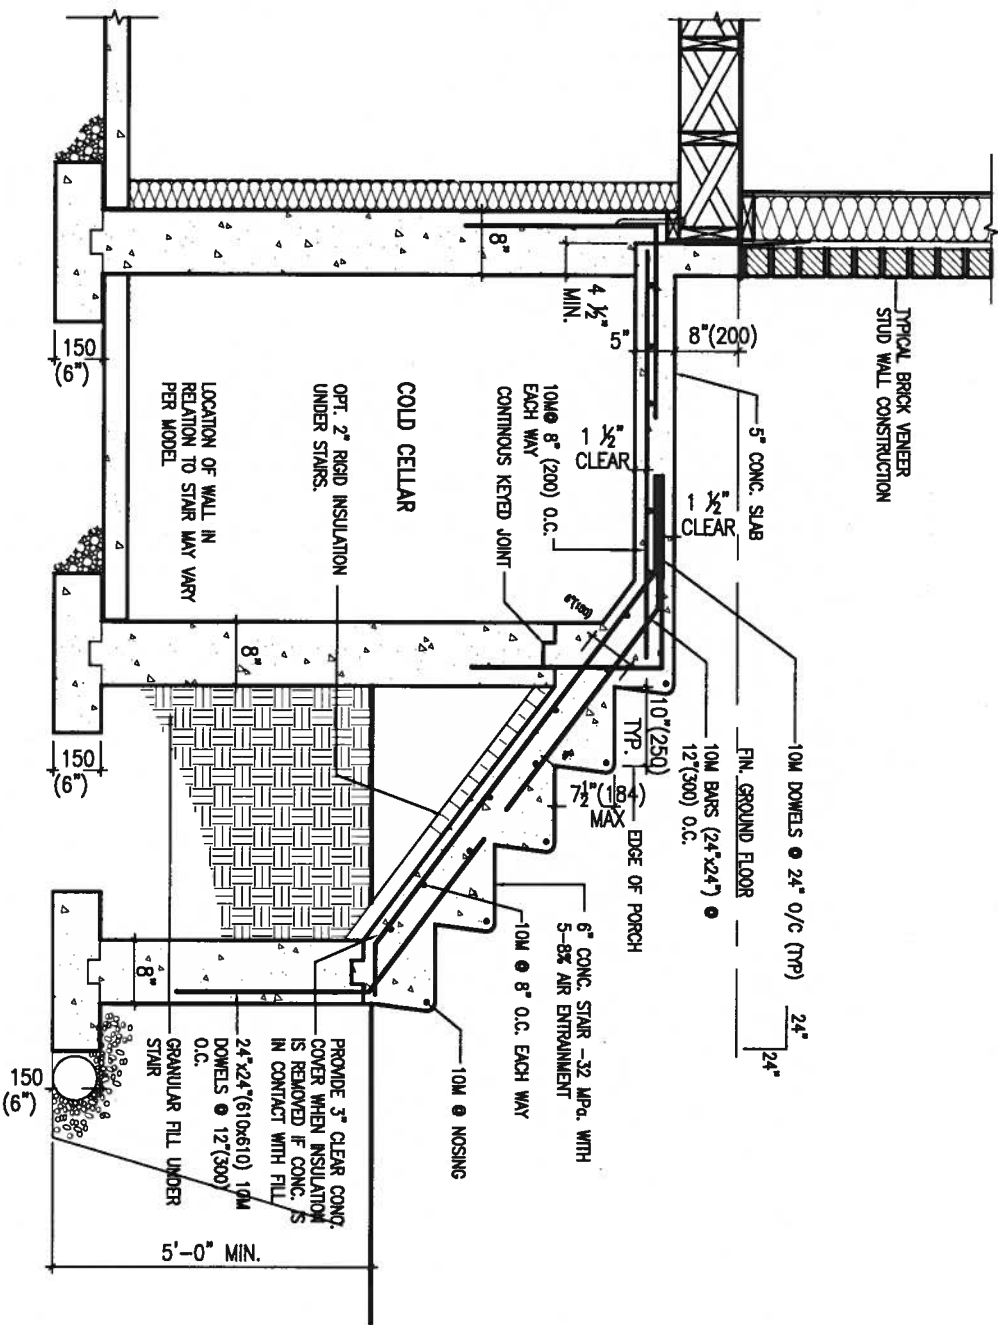 TYPICAL BRICK VENEER
STUD WALL CONSTRUCTION
5" CONC. SLAB
10M DOWELS @ 24" O/C (TYP)
24"
24"
FIN. GROUND FLOOR
10M BARS (24"x24") @
12"(300) O.C.
EDGE OF PORCH
6" CONC. STAIR -32 MPa. WITH
5-8% AIR ENTRAINMENT
10M @ 8" O.C. EACH WAY
10M @ NOSING
8"(200)
1 ½"
CLEAR
10"(250)
TYP.
7½"(184)
MAX
5"
4 ½"
MIN.
8"
1 ½"
CLEAR
10M@ 8" (200) O.C.
EACH WAY
CONTINOUS KEYED JOINT
COLD CELLAR
OPT. 2" RIGID INSULATION
UNDER STAIRS.
LOCATION OF WALL IN
RELATION TO STAIR MAY VARY
PER MODEL
8"
8"
PROVIDE 3" CLEAR CONC.
COVER WHEN INSULATION
IS REMOVED IF CONC. IS
IN CONTACT WITH FILL
24"x24"(610x610) 10M
DOWELS @ 12"(300)
O.C.
GRANULAR FILL UNDER
STAIR
150
(6")
150
(6")
150
(6")
5'-0" MIN.